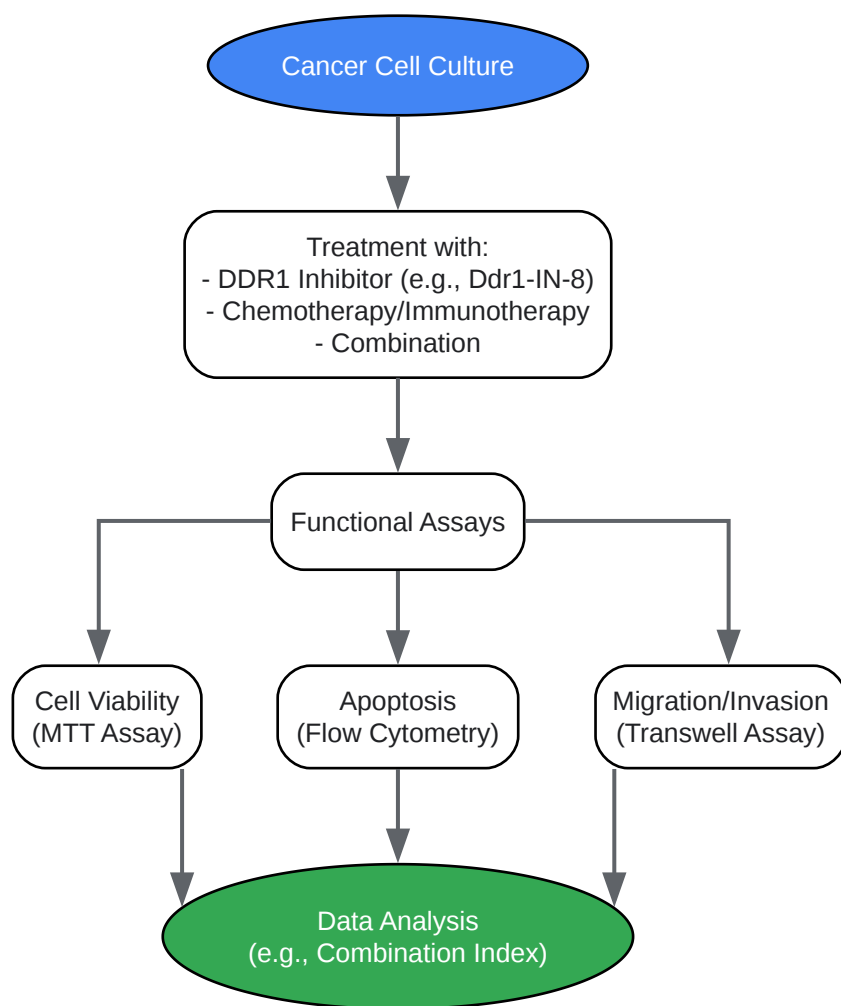 Cancer Cell Culture
Treatment with:
- DDR1 Inhibitor (e.g., Ddr1-IN-8)
- Chemotherapy/Immunotherapy
- Combination
Functional Assays
Cell Viability
(MTT Assay)
Apoptosis
(Flow Cytometry)
Migration/Invasion
(Transwell Assay)
Data Analysis
(e.g., Combination Index)